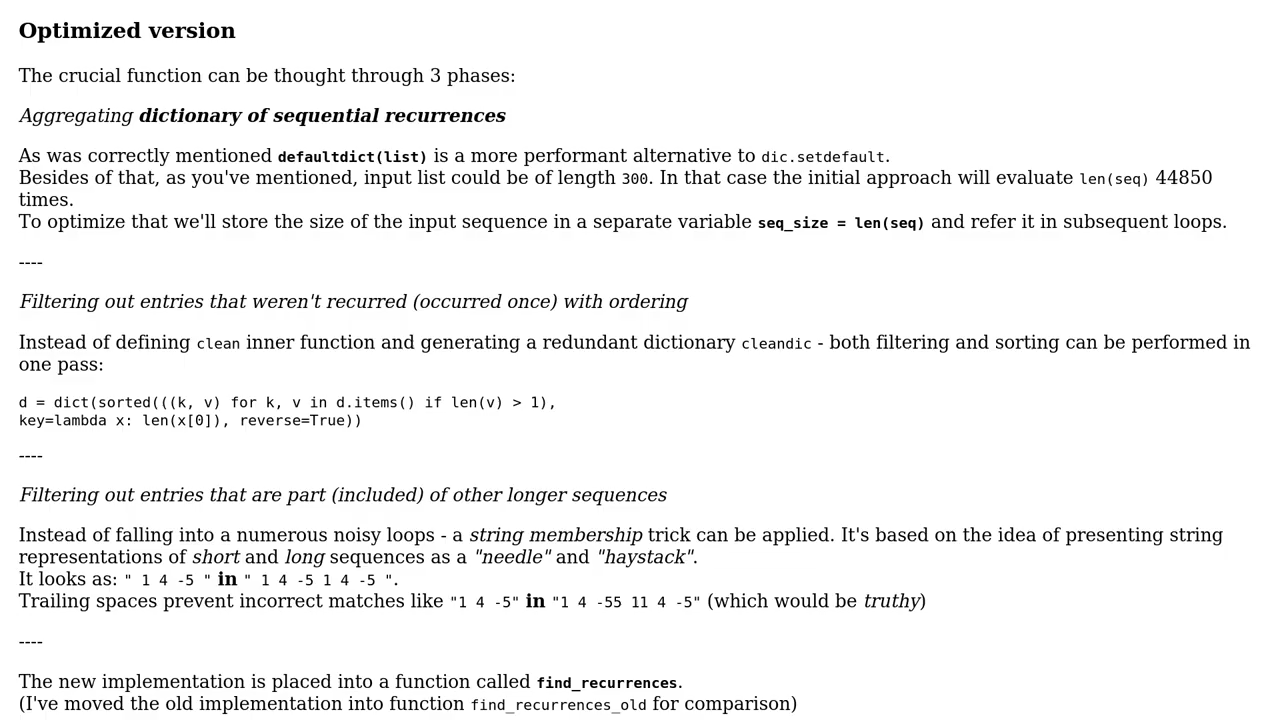 Optimized version
The crucial function can be thought through 3 phases:
Aggregating dictionary of sequential recurrences
As was correctly mentioned defaultdict(list) is a more performant alternative to dic.setdefault.
Besides of that, as you've mentioned, input list could be of length 300. In that case the initial approach will evaluate len(seq) 44850
times.
To optimize that we'll store the size of the input sequence in a separate variable seq_size = len(seq) and refer it in subsequent loops.
----
Filtering out entries that weren't recurred (occurred once) with ordering
Instead of defining clean inner function and generating a redundant dictionary cleandic - both filtering and sorting can be performed in
one pass:
d = dict(sorted(((k, v) for k, v in d.items() if len(v) > 1),
key=lambda x: len(x[0]), reverse=True))
----
Filtering out entries that are part (included) of other longer sequences
Instead of falling into a numerous noisy loops - a string membership trick can be applied. It's based on the idea of presenting string
representations of short and long sequences as a "needle" and "haystack".
It looks as: " 1 4 -5 " in " 1 4 -5 1 4 -5 ".
Trailing spaces prevent incorrect matches like "1 4 -5" in "1 4 -55 11 4 -5" (which would be truthy)
----
The new implementation is placed into a function called find_recurrences.
(I've moved the old implementation into function find_recurrences_old for comparison)